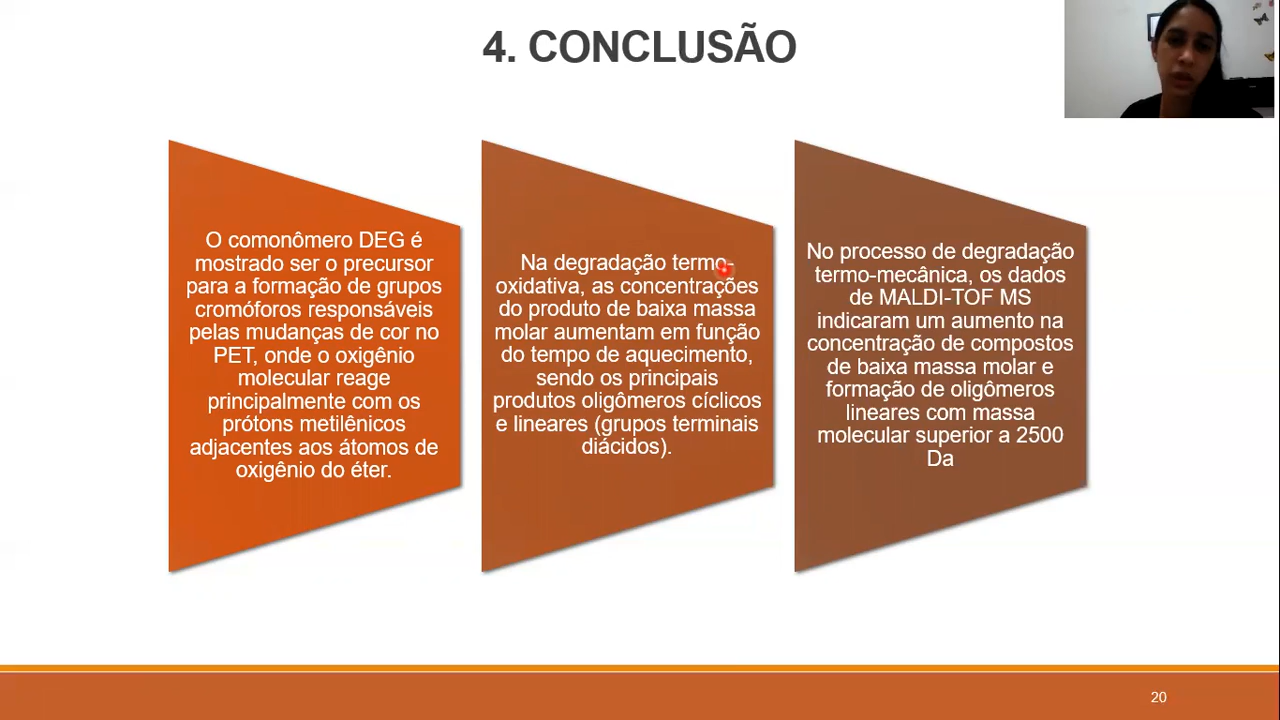 4. CONCLUSÃO
O comonômero DEG é
mostrado ser o precursor
para a formação de grupos
cromóforos responsáveis
pelas mudanças de cor no
PET, onde o oxigênio
molecular reage
principalmente com os
prótons metilênicos
adjacentes aos átomos de
oxigênio do éter.
Na degradação termo-
oxidativa, as concentrações
do produto de baixa massa
molar aumentam em função
do tempo de aquecimento,
sendo os principais
produtos oligômeros cíclicos
e lineares (grupos terminais
diácidos).
No processo de degradação
termo-mecânica, os dados
de MALDI-TOF MS
indicaram um aumento na
concentração de compostos
de baixa massa molar e
formação de oligômeros
lineares com massa
molecular superior a 2500
Da
20